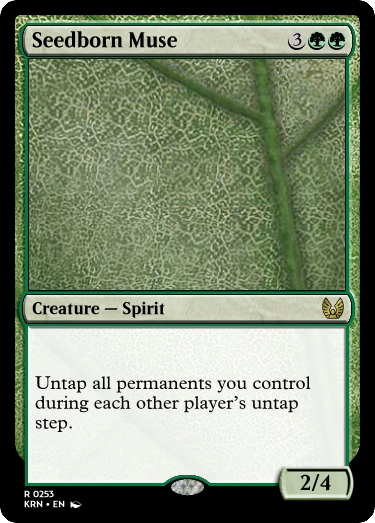 Seedborn Muse 3
Creature — Spirit
Untap all permanents you control
during each other player's untap
step.
2/4
R 0253
KRN • EN